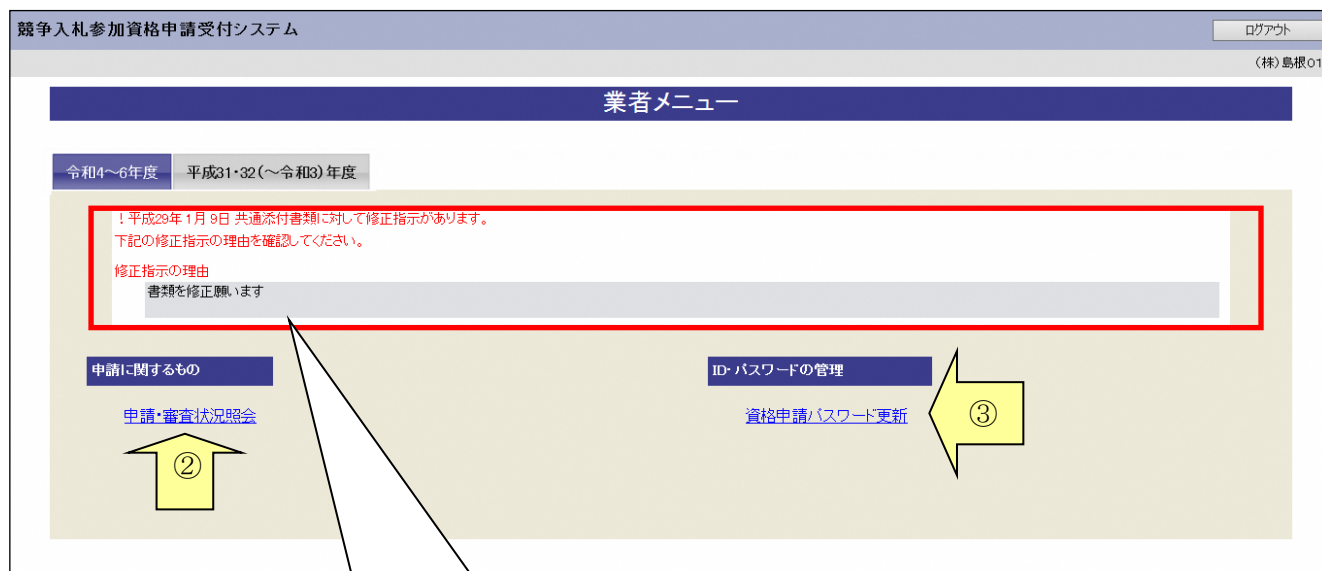 競争入札参加資格申請受付システム
ログアウト
(株)島根01
業者メニュー
令和4～6年度
平成31・32(～令和3)年度
！平成29年 1月 9日 共通添付書類に対して修正指示があります。
下記の修正指示の理由を確認してください。
修正指示の理由
書類を修正願います
申請に関するもの
ID・パスワードの管理
申請・審査状況照会
資格申請パスワード更新
③
②